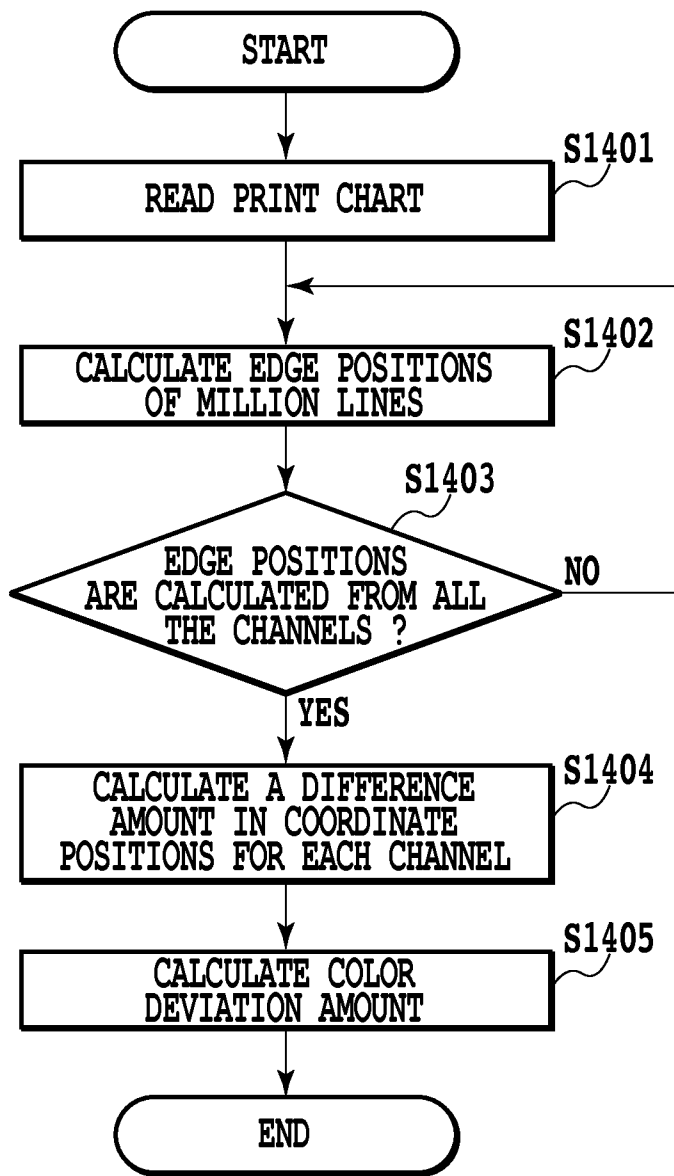 START
S1401
READ PRINT CHART
S1402
CALCULATE EDGE POSITIONS
OF MILLION LINES
S1403
EDGE POSITIONS
ARE CALCULATED FROM ALL
THE CHANNELS ?
NO
YES
S1404
CALCULATE A DIFFERENCE
AMOUNT IN COORDINATE
POSITIONS FOR EACH CHANNEL
S1405
CALCULATE COLOR
DEVIATION AMOUNT
END